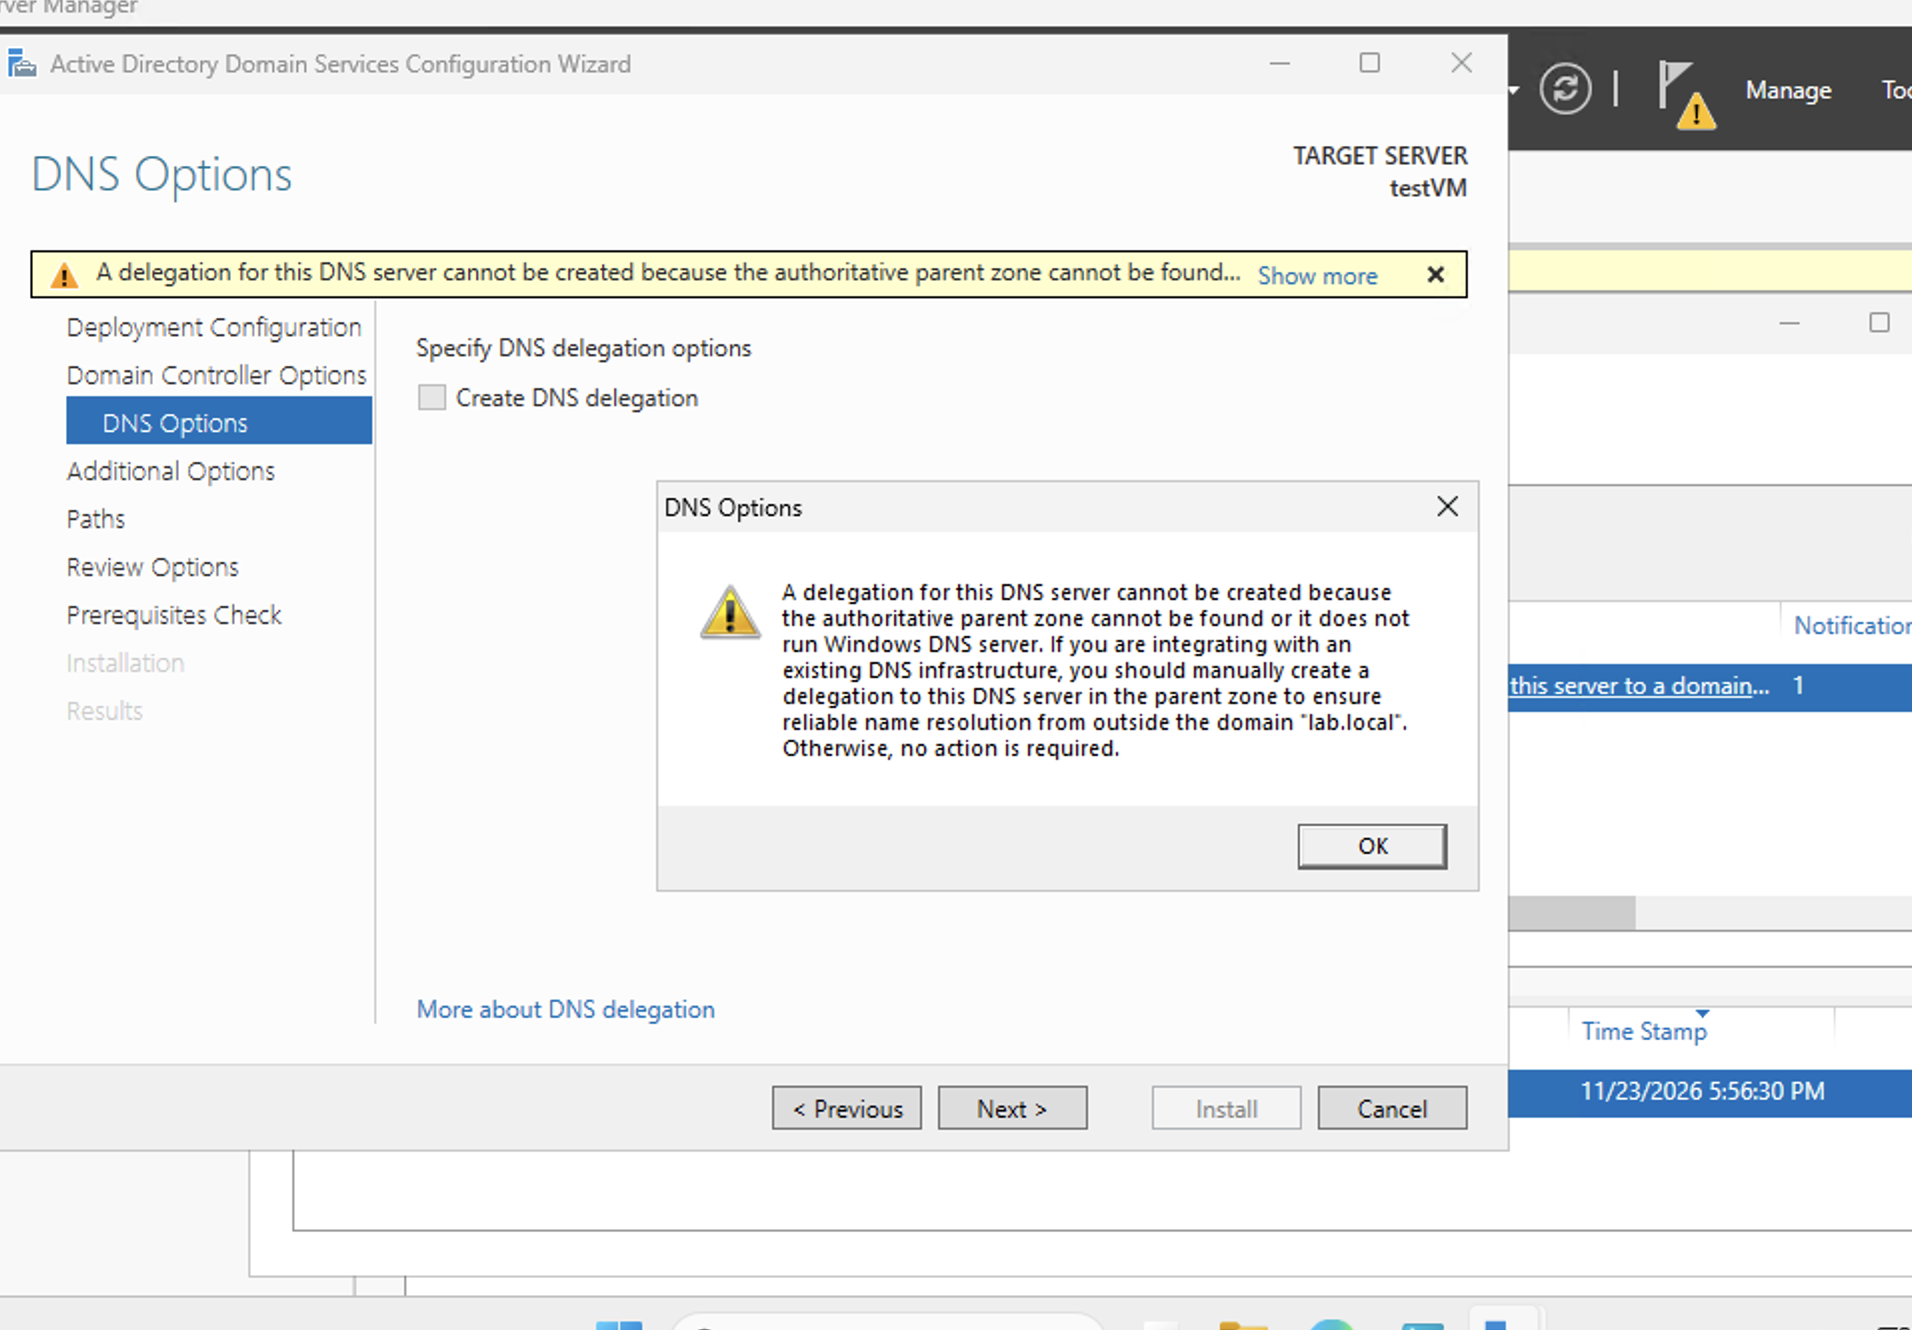 rver Manager
Active Directory Domain Services Configuration Wizard
Manage
Too
DNS Options
TARGET SERVER
testVM
A delegation for this DNS server cannot be created because the authoritative parent zone cannot be found... Show more
Deployment Configuration
Domain Controller Options
DNS Options
Additional Options
Paths
Review Options
Prerequisites Check
Installation
Results
Specify DNS delegation options
Create DNS delegation
DNS Options
A delegation for this DNS server cannot be created because
the authoritative parent zone cannot be found or it does not
run Windows DNS server. If you are integrating with an
existing DNS infrastructure, you should manually create a
delegation to this DNS server in the parent zone to ensure
reliable name resolution from outside the domain "lab.local".
Otherwise, no action is required.
OK
Notification
this server to a domain... 1
More about DNS delegation
Time Stamp
11/23/2026 5:56:30 PM
< Previous
Next >
Install
Cancel